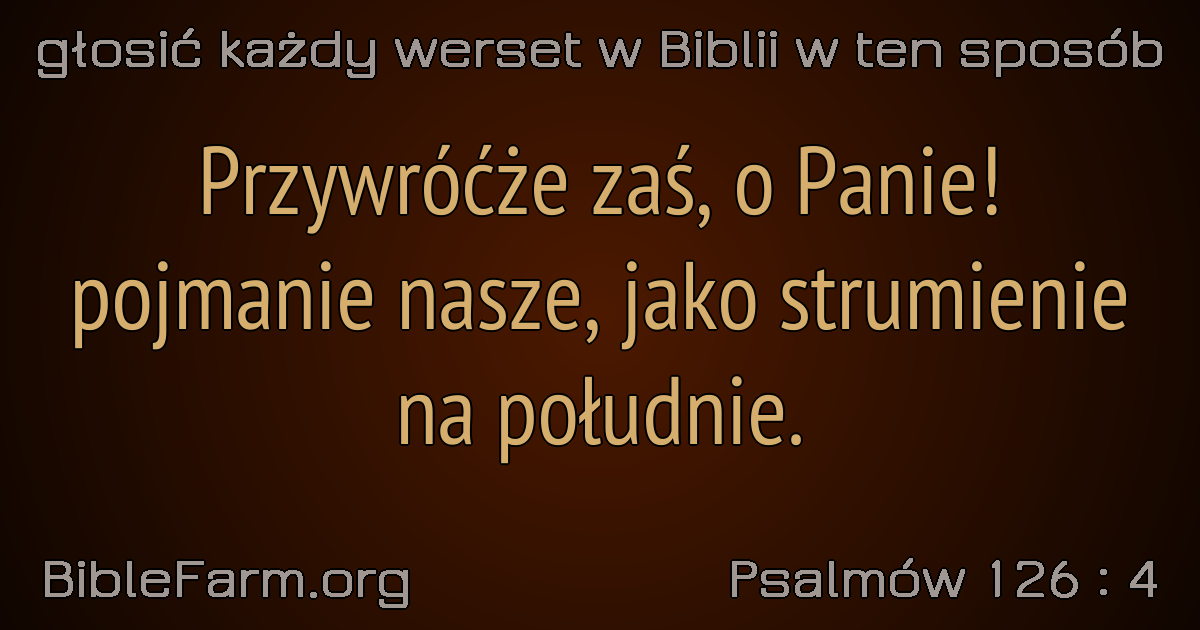 głosić każdy werset w Biblii w ten sposób
Przywróćże zaś, o Panie!
pojmanie nasze, jako strumienie
na południe.
BibleFarm.org
Psalmów 126 : 4